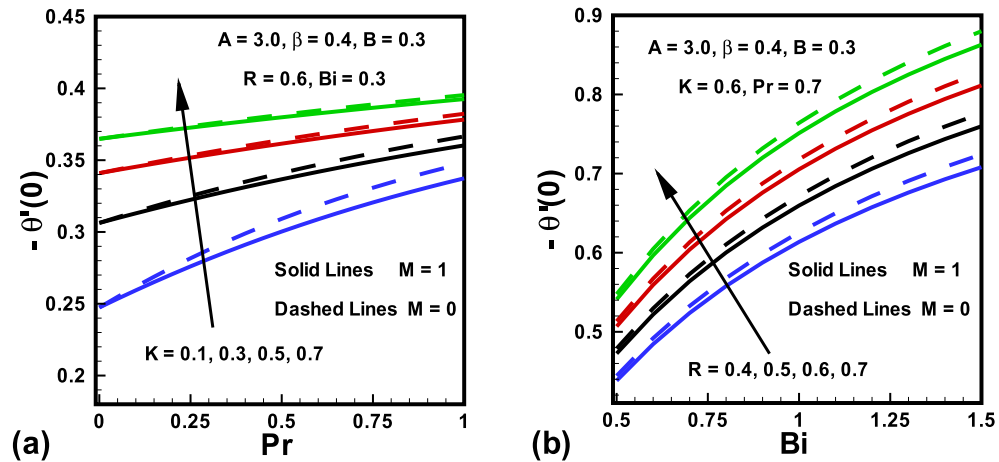 0.45
0.4
0.35
0.3
0.25
0.2
- θ'(0)
A = 3.0, β = 0.4, B = 0.3
R = 0.6, Bi = 0.3
Solid Lines M = 1
Dashed Lines M = 0
K = 0.1, 0.3, 0.5, 0.7
0 0.25 0.5 0.75 1
(a) Pr
0.9
0.8
0.7
0.6
0.5
- θ'(0)
A = 3.0, β = 0.4, B = 0.3
K = 0.6, Pr = 0.7
Solid Lines M = 1
Dashed Lines M = 0
R = 0.4, 0.5, 0.6, 0.7
0.5 0.75 1 1.25 1.5
(b) Bi